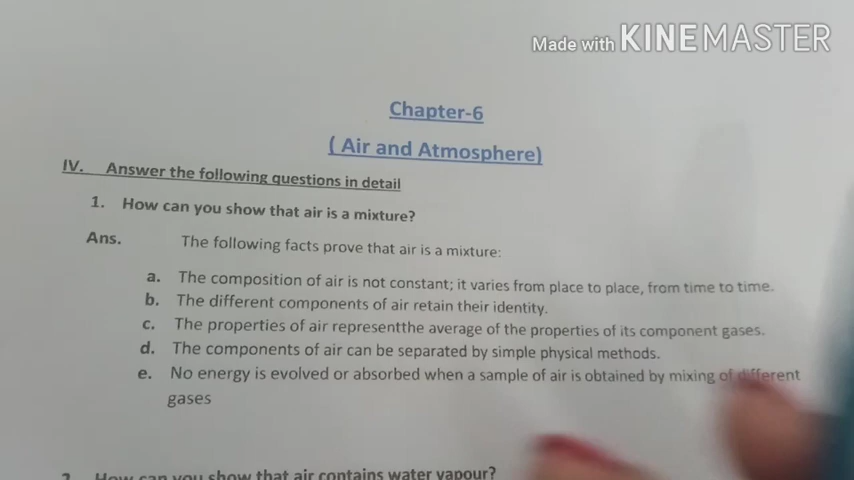 Made with KINEMASTER
Chapter-6
( Air and Atmosphere)
IV. Answer the following questions in detail
1. How can you show that air is a mixture?
Ans. The following facts prove that air is a mixture:
a. The composition of air is not constant; it varies from place to place, from time to time.
b. The different components of air retain their identity.
c. The properties of air representthe average of the properties of its component gases.
d. The components of air can be separated by simple physical methods.
e. No energy is evolved or absorbed when a sample of air is obtained by mixing of different
gases
2. How can you show that air contains water vapour?